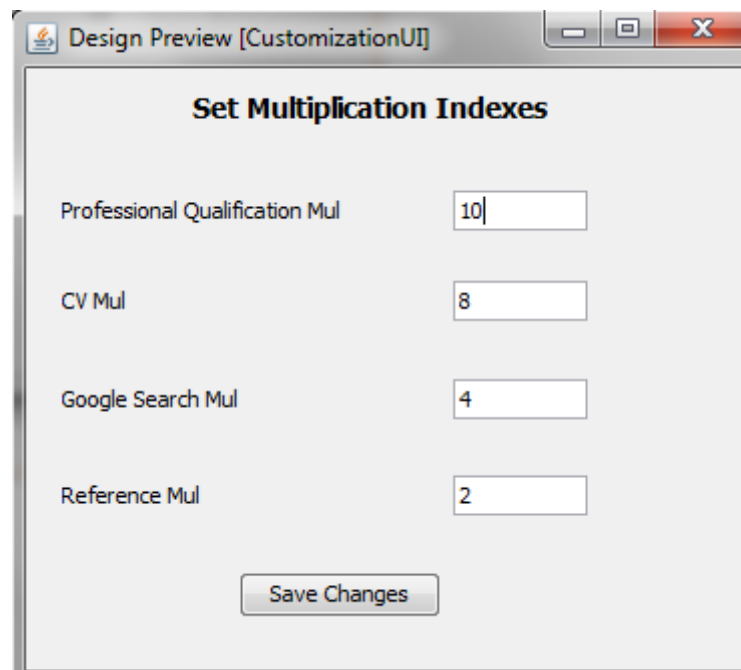 Design Preview [CustomizationUI]
Set Multiplication Indexes
Professional Qualification Mul 10
CV Mul 8
Google Search Mul 4
Reference Mul 2
Save Changes